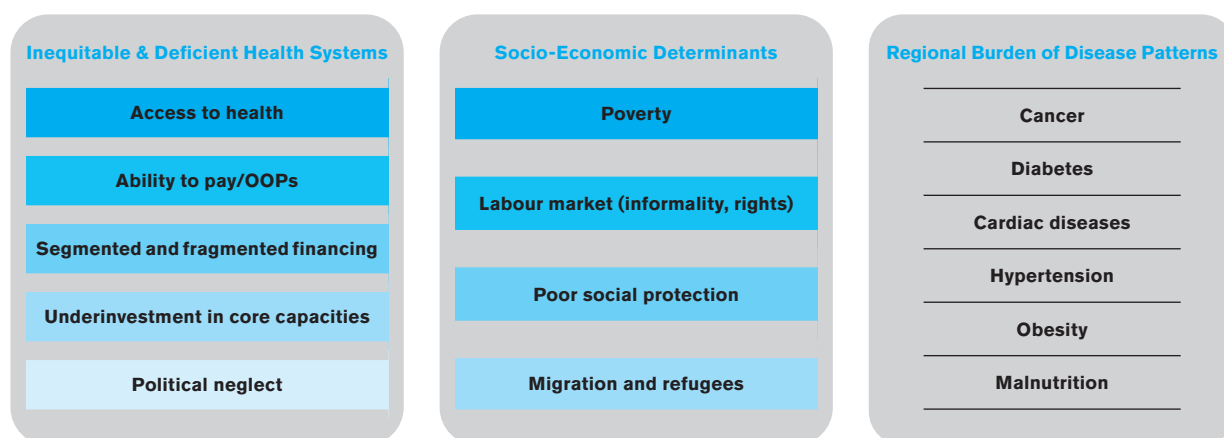 Inequitable & Deficient Health Systems
Access to health
Ability to pay/OOPs
Segmented and fragmented financing
Underinvestment in core capacities
Political neglect
Socio-Economic Determinants
Poverty
Labour market (informality, rights)
Poor social protection
Migration and refugees
Regional Burden of Disease Patterns
Cancer
Diabetes
Cardiac diseases
Hypertension
Obesity
Malnutrition